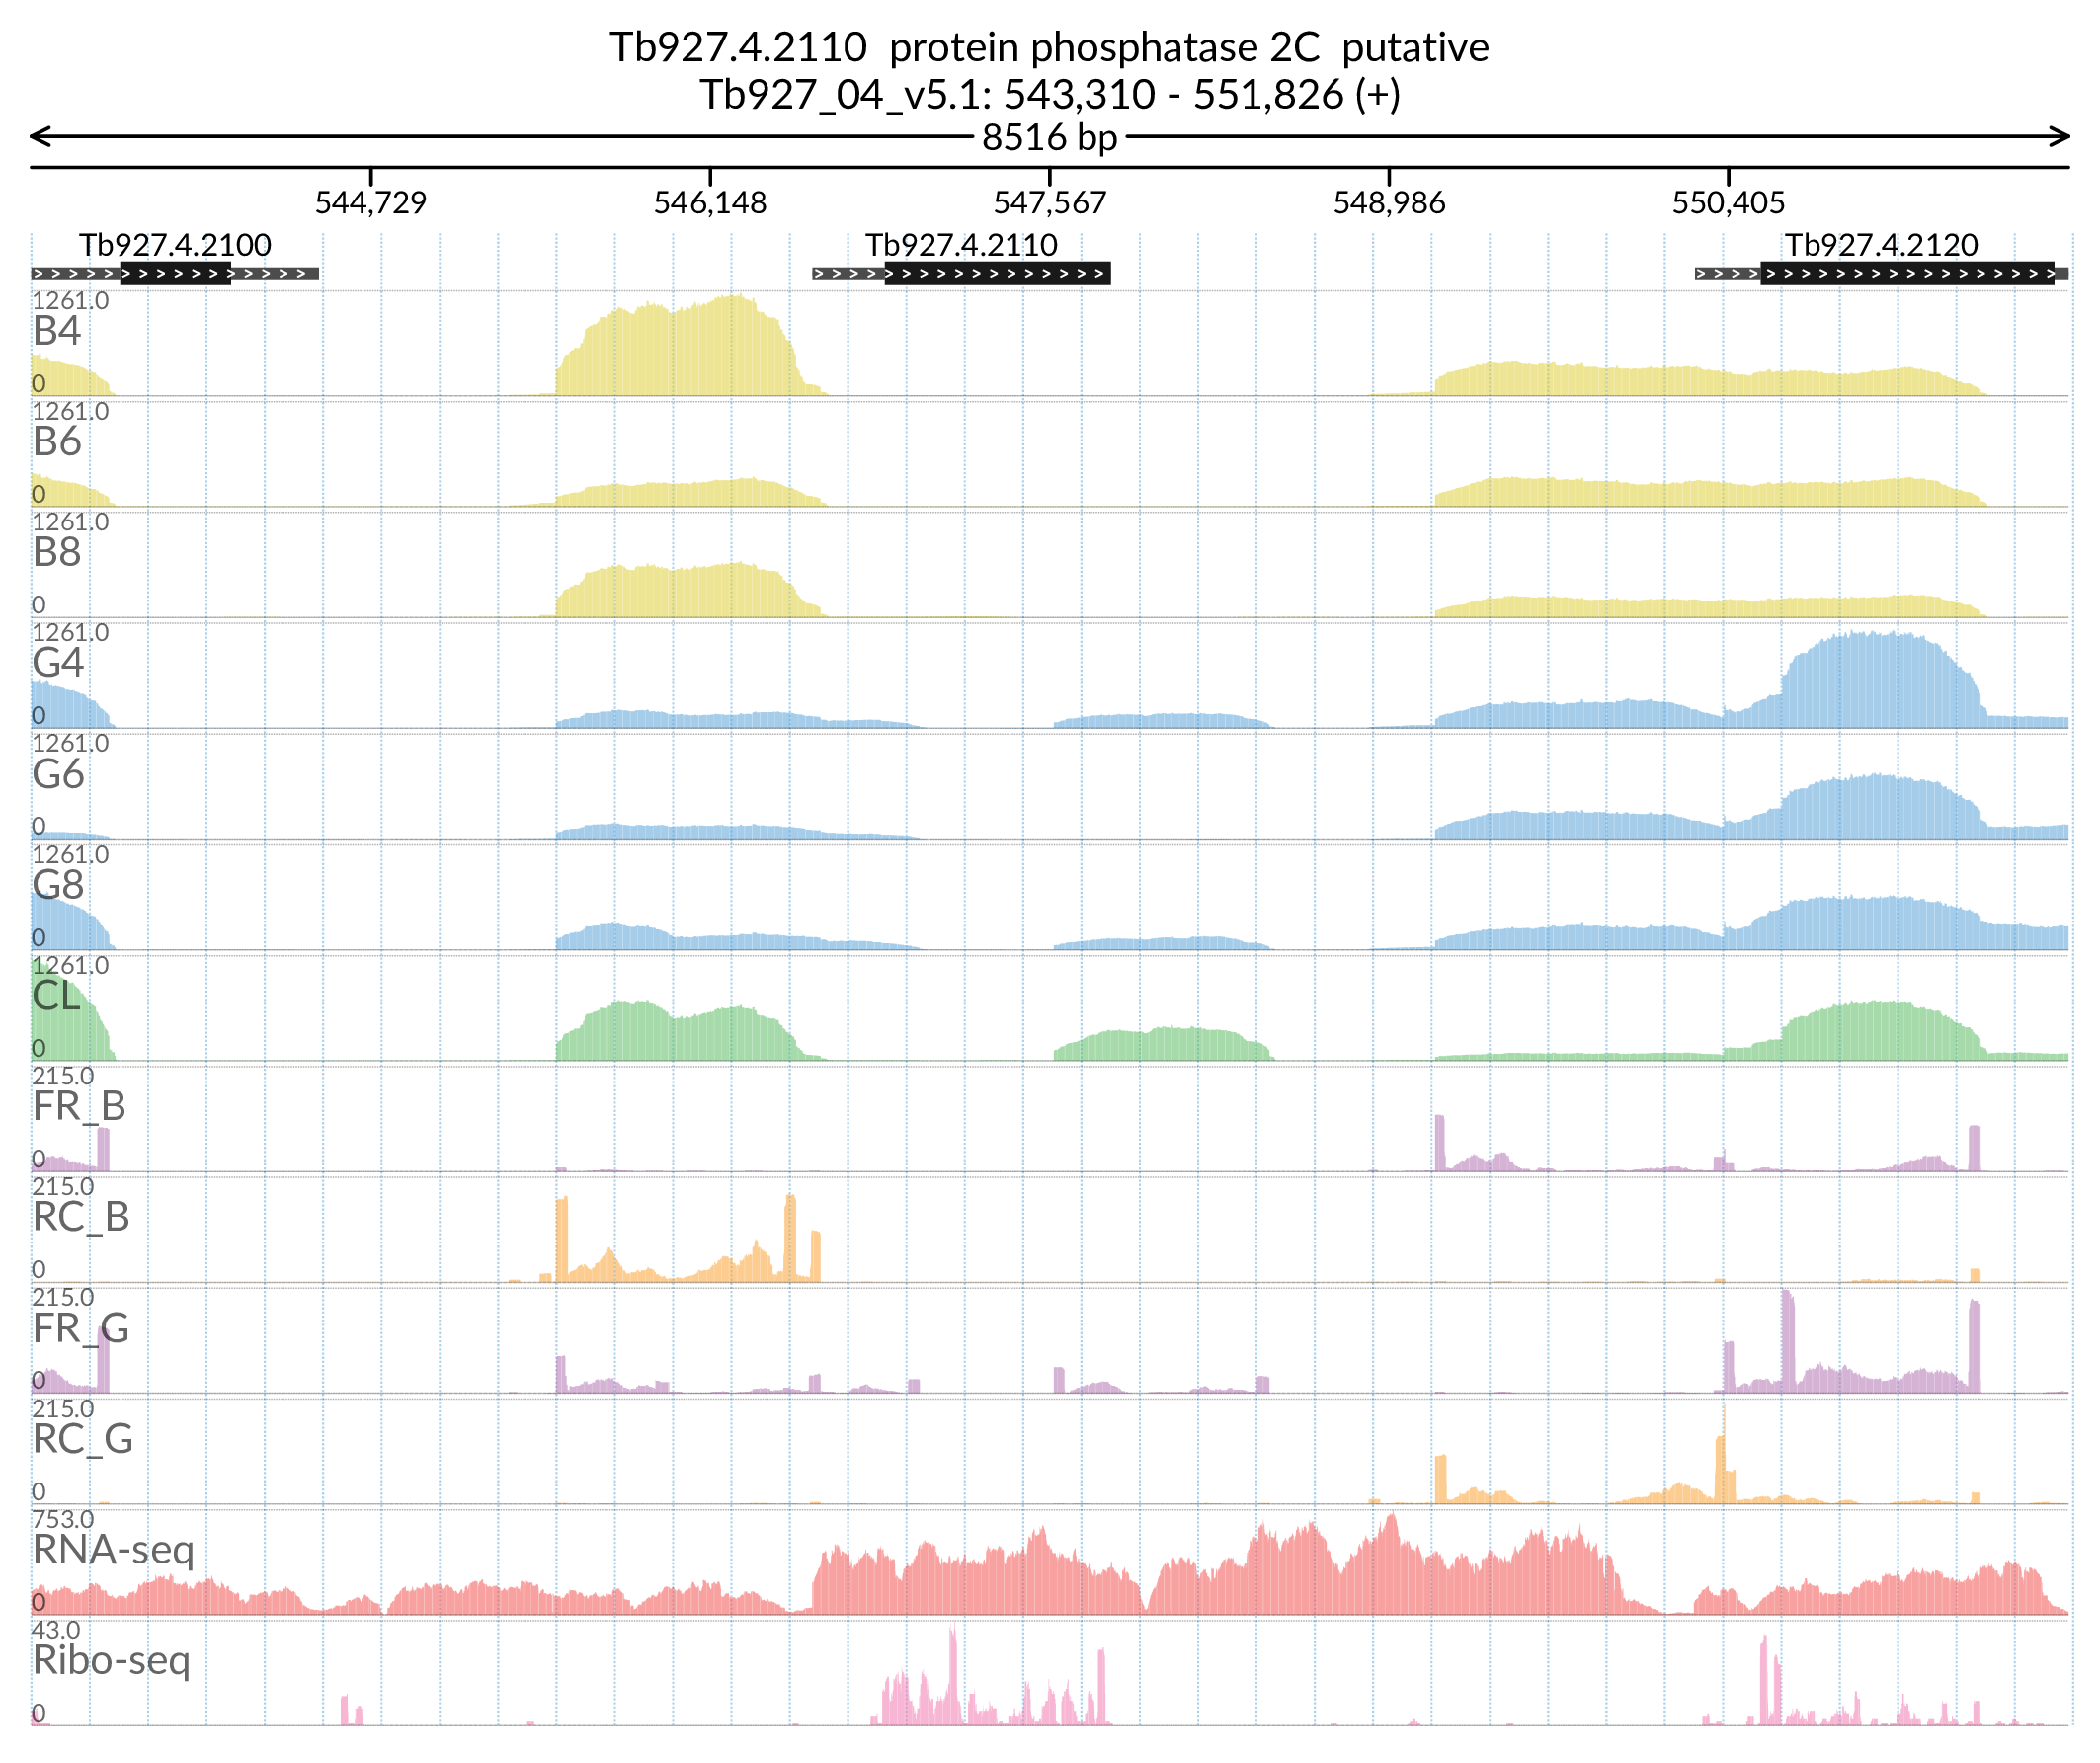 Tb927.4.2110  protein phosphatase 2C  putative
Tb927_04_v5.1: 543,310 - 551,826 (+)
8516 bp
544,729 546,148 547,567 548,986 550,405
Tb927.4.2100 Tb927.4.2110 Tb927.4.2120
1261.0
B4
0
1261.0
B6
0
1261.0
B8
0
1261.0
G4
0
1261.0
G6
0
1261.0
G8
0
1261.0
CL
0
215.0
FR_B
0
215.0
RC_B
0
215.0
FR_G
0
215.0
RC_G
0
753.0
RNA-seq
0
43.0
Ribo-seq
0